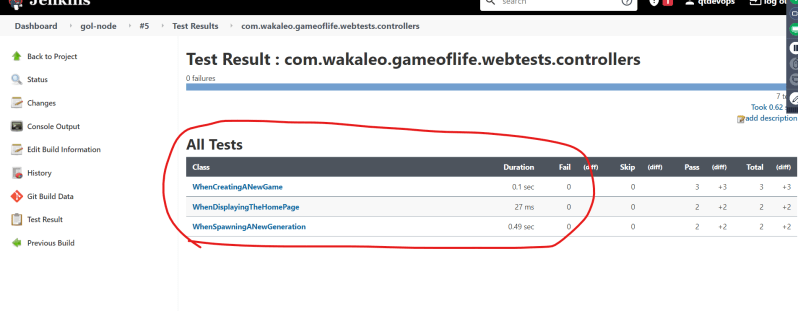 Jenkins
search
1
qtdevops
log
Dashboard gol-node #5 Test Results com.wakaleo.gameoflife.webtests.controllers
Back to Project
Status
Changes
Console Output
Edit Build Information
History
Git Build Data
Test Result
Previous Build
Test Result : com.wakaleo.gameoflife.webtests.controllers
0 failures
7
Took 0.62
add description
All Tests
Class Duration Fail (diff) Skip (diff) Pass (diff) Total (diff)
WhenCreatingANewGame 0.1 sec 0 0 3 +3 3 +3
WhenDisplayingTheHomePage 27 ms 0 0 2 +2 2 +2
WhenSpawningANewGeneration 0.49 sec 0 0 2 +2 2 +2